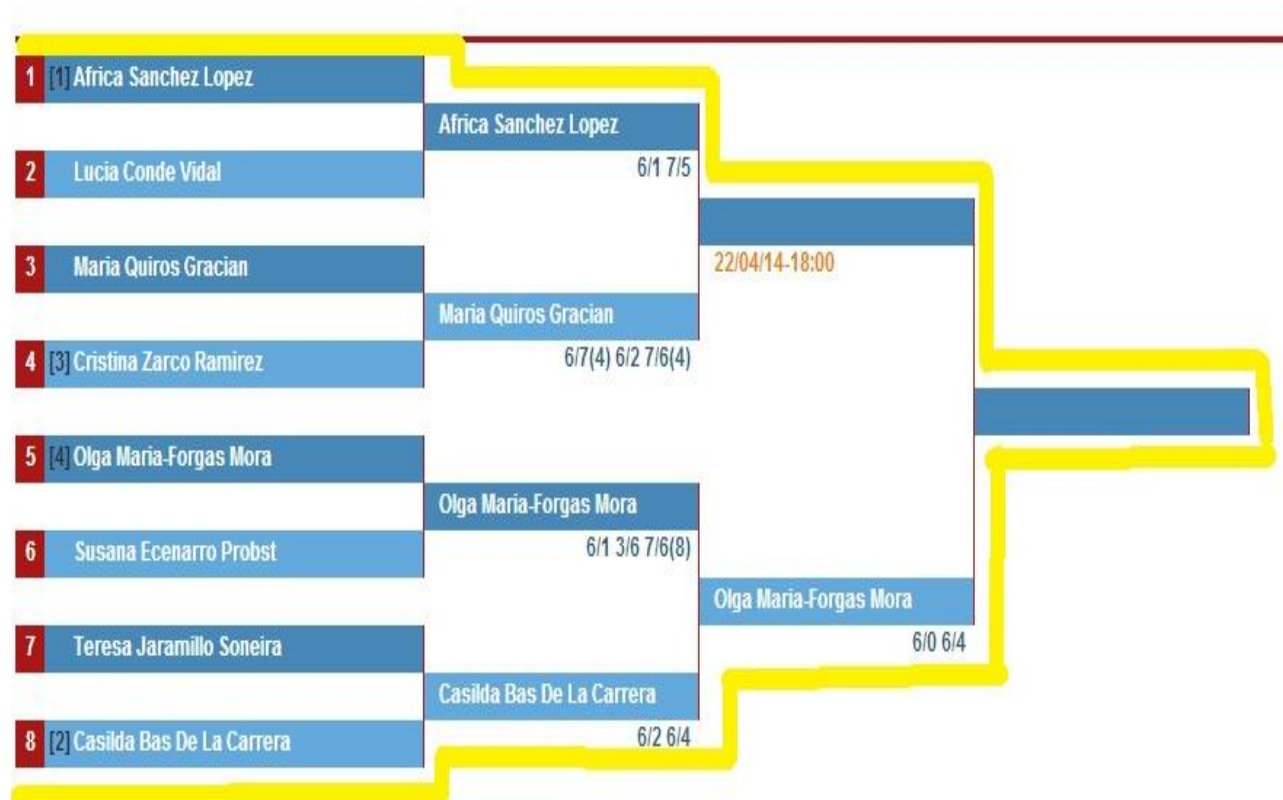 1 [1] Africa Sanchez Lopez
Africa Sanchez Lopez
2 Lucia Conde Vidal
6/1 7/5
3 Maria Quiros Gracian
22/04/14-18:00
Maria Quiros Gracian
4 [3] Cristina Zarco Ramirez
6/7(4) 6/2 7/6(4)
5 [4] Olga Maria-Forgas Mora
Olga Maria-Forgas Mora
6 Susana Ecenarro Probst
6/1 3/6 7/6(8)
Olga Maria-Forgas Mora
7 Teresa Jaramillo Soneira
6/0 6/4
Casilda Bas De La Carrera
8 [2] Casilda Bas De La Carrera
6/2 6/4